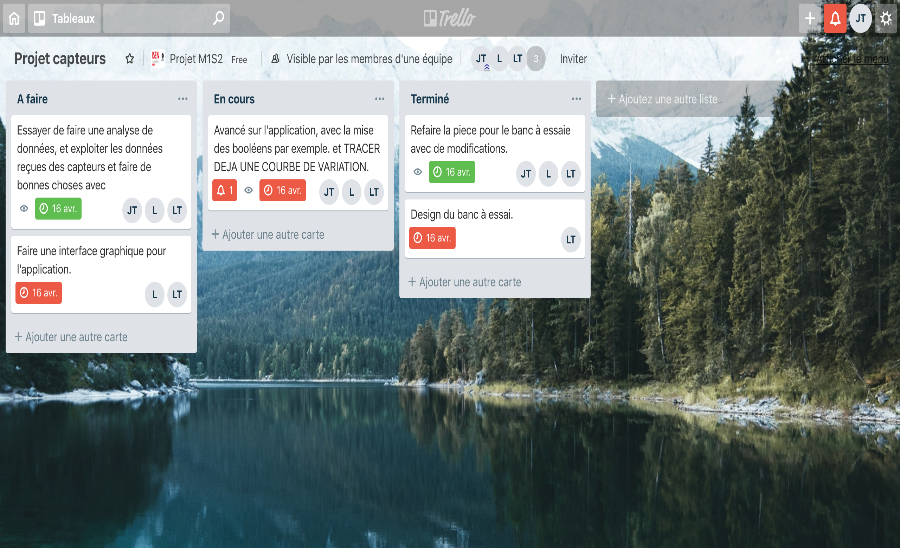 Tableaux
Trello
JT
Projet capteurs
Projet M1S2
Free
Visible par les membres d'une équipe
JT L LT 3
Inviter
A faire
Essayer de faire une analyse de
données, et exploiter les données
reçues des capteurs et faire de
bonnes choses avec
16 avr.
JT L LT
Faire une interface graphique pour
l'application.
16 avr.
L LT
+ Ajouter une autre carte
En cours
Avancé sur l'application, avec la mise
des booléens par exemple. et TRACER
DEJA UNE COURBE DE VARIATION.
1
16 avr.
JT L LT
+ Ajouter une autre carte
Terminé
Refaire la piece pour le banc à essaie
avec de modifications.
16 avr.
JT L LT
Design du banc à essai.
16 avr.
LT
+ Ajouter une autre carte
+ Ajoutez une autre liste